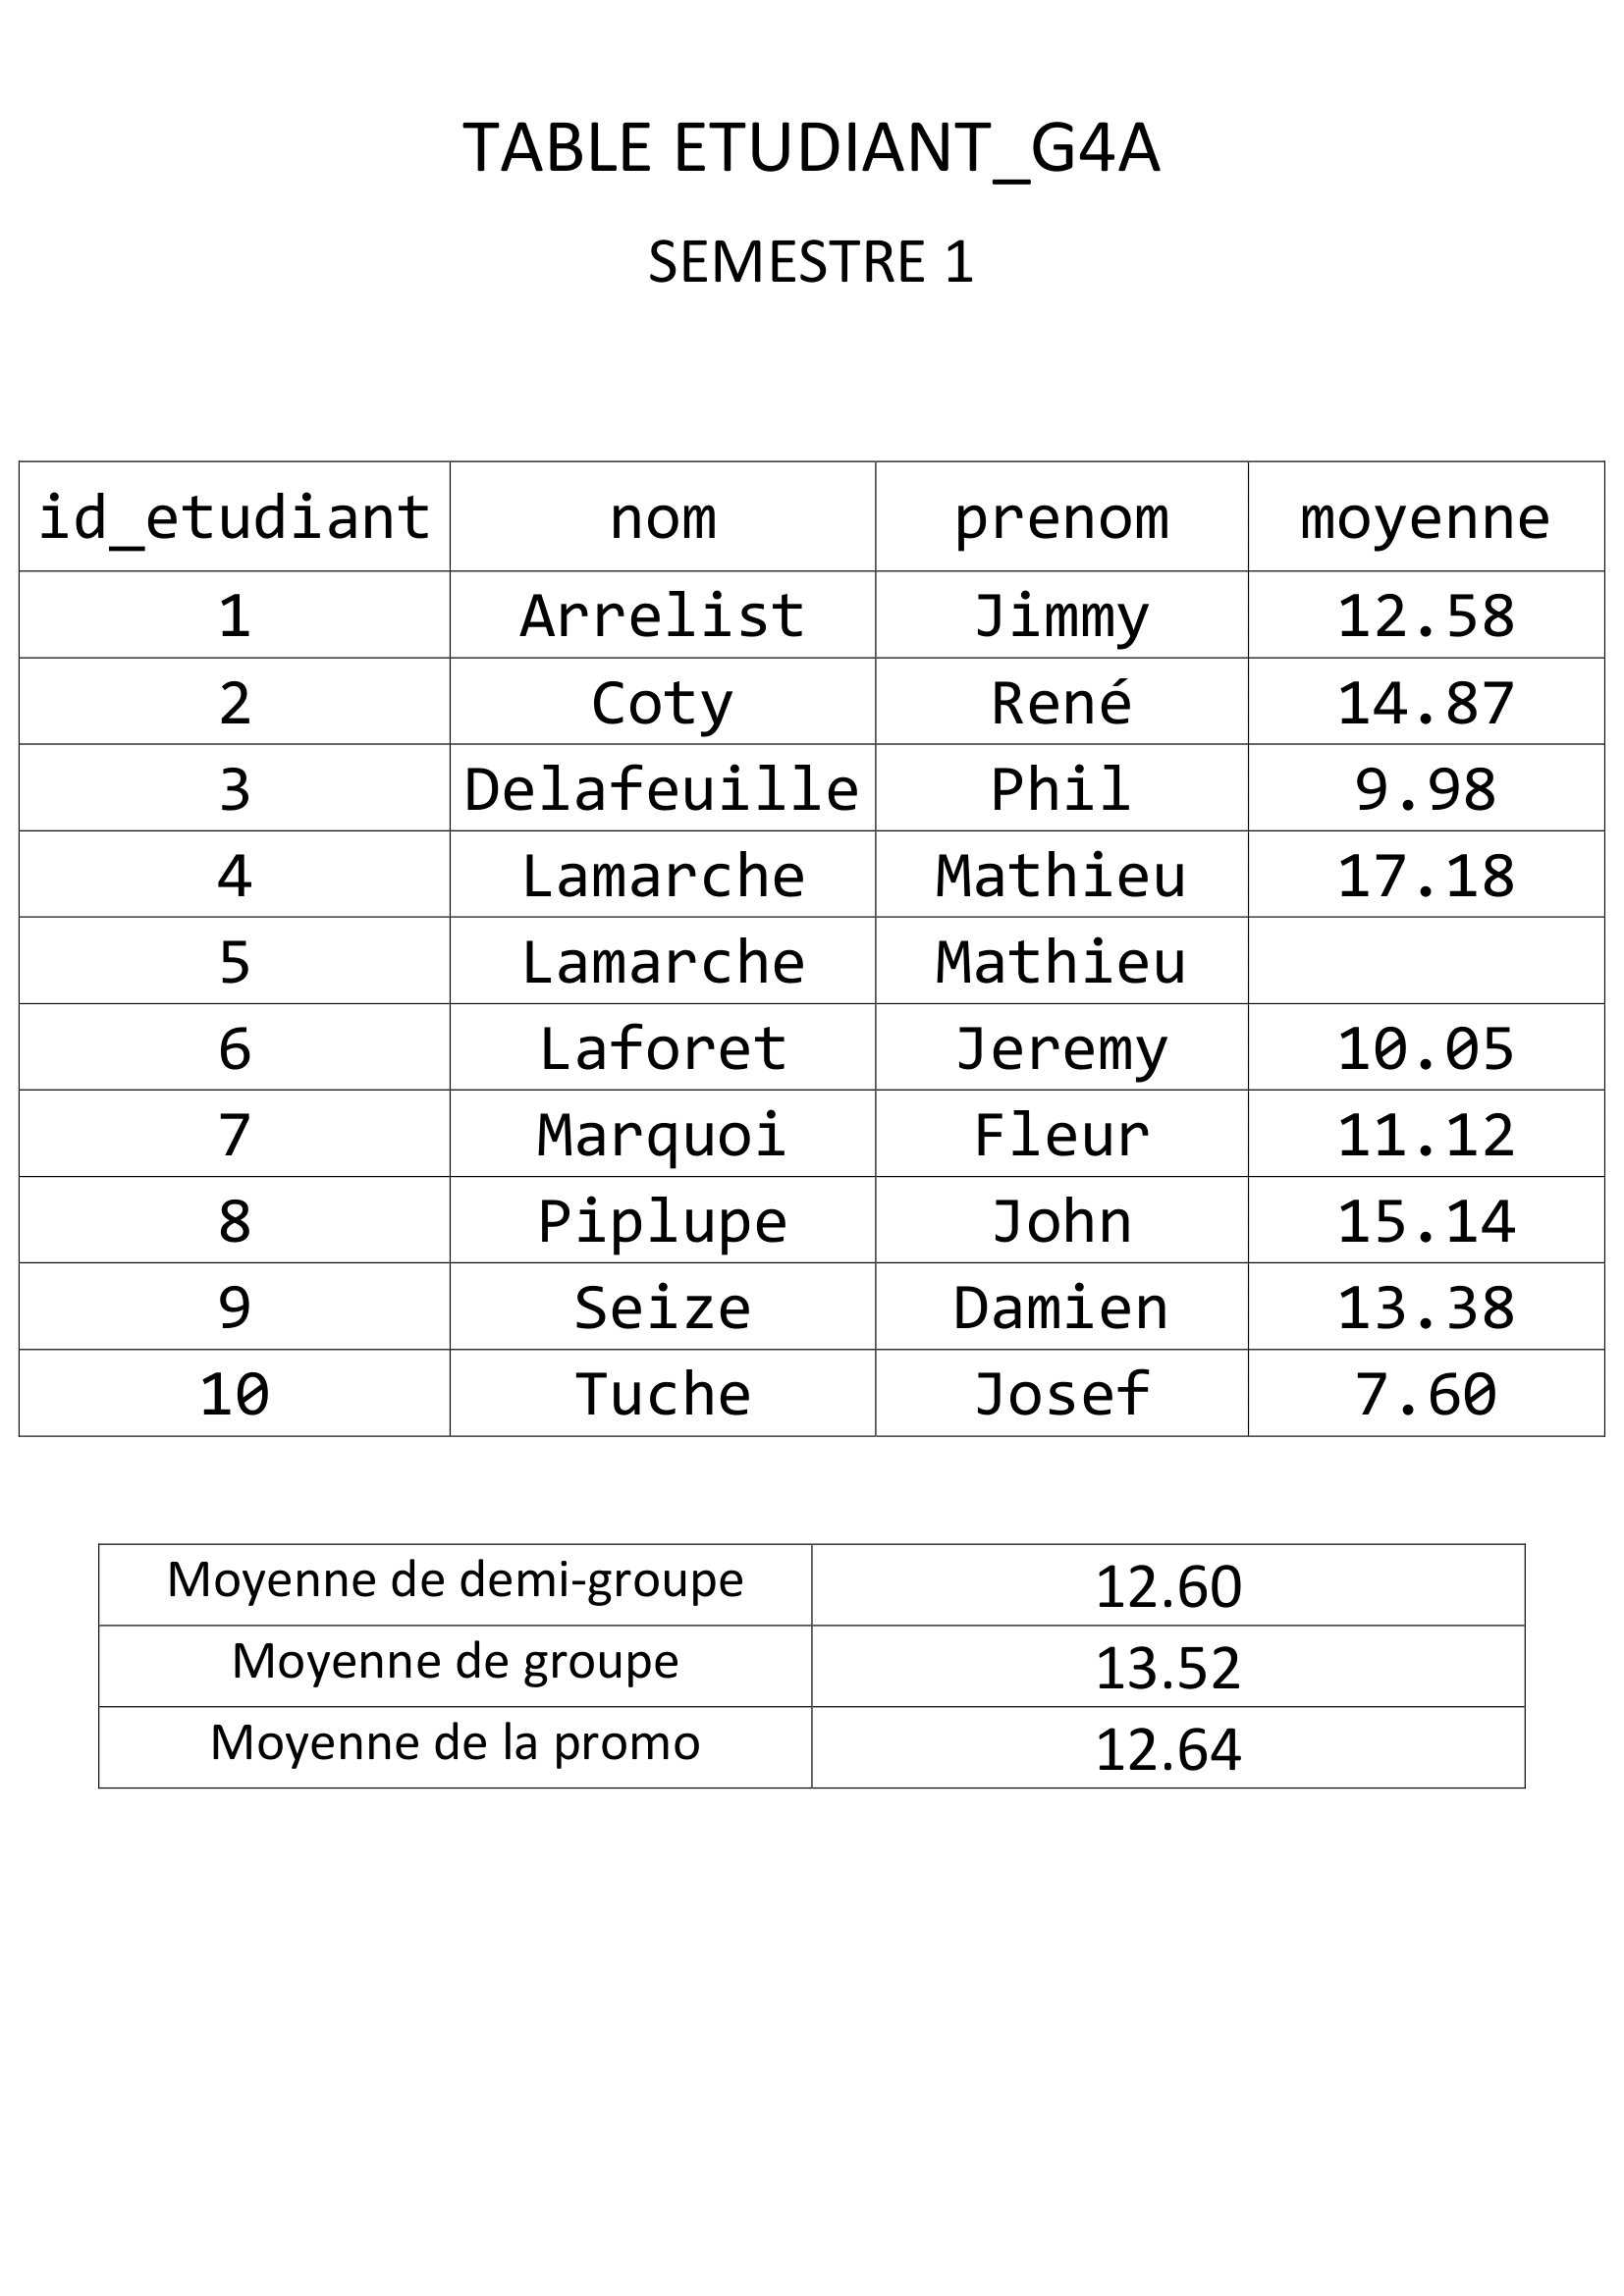 TABLE ETUDIANT_G4A
SEMESTRE 1
id_etudiant nom prenom moyenne
1 Arrelist Jimmy 12.58
2 Coty René 14.87
3 Delafeuille Phil 9.98
4 Lamarche Mathieu 17.18
5 Lamarche Mathieu
6 Laforet Jeremy 10.05
7 Marquoi Fleur 11.12
8 Piplupe John 15.14
9 Seize Damien 13.38
10 Tuche Josef 7.60
Moyenne de demi-groupe 12.60
Moyenne de groupe 13.52
Moyenne de la promo 12.64